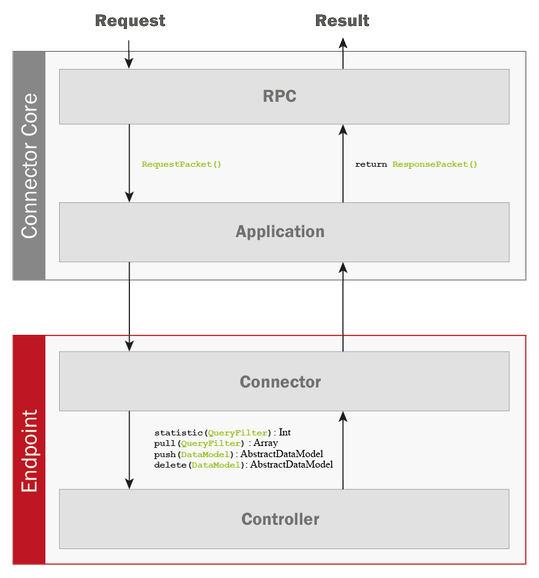 Request
Result
Connector Core
RPC
RequestPacket()
return ResponsePacket()
Application
Endpoint
Connector
statistic(QueryFilter): Int
pull(QueryFilter) : Array
push(DataModel): AbstractDataModel
delete(DataModel): AbstractDataModel
Controller